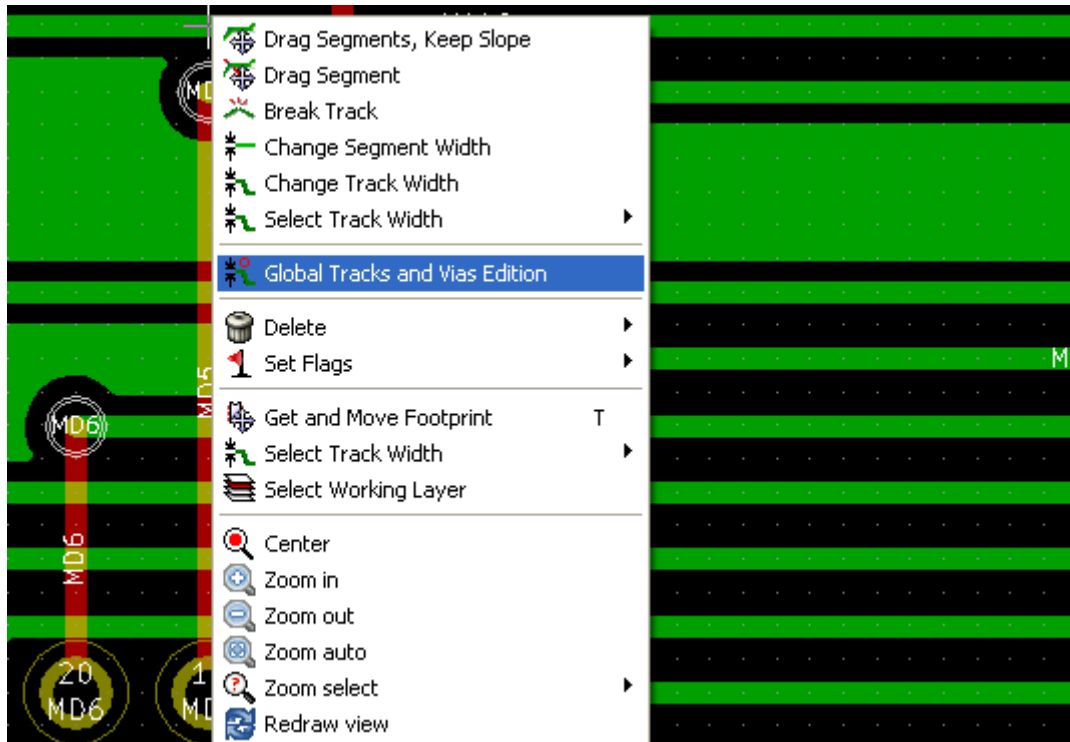 Drag Segments, Keep Slope
Drag Segment
Break Track
Change Segment Width
Change Track Width
Select Track Width
Global Tracks and Vias Edition
Delete
Set Flags
Get and Move Footprint T
Select Track Width
Select Working Layer
Center
Zoom in
Zoom out
Zoom auto
Zoom select
Redraw view
MD5
MD6
MD6
20
MD6
1
M